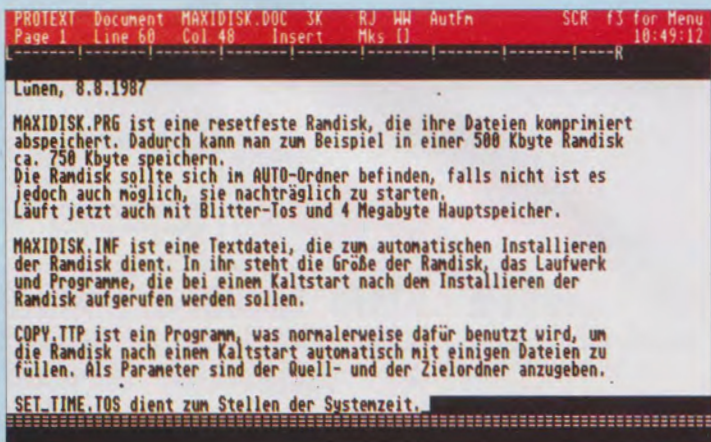 PROTEXT Document MAXIDISK.DOC 3K RJ WW AutFm SCR f3 for Menu
Page 1 Line 60 Col 48 Insert Mks [] 10:49:12
L-------!-------!-------!-------!-------!-------!-------!-------!----R
Lünen, 8.8.1987
MAXIDISK.PRG ist eine resetfeste Ramdisk, die ihre Dateien komprimiert
abspeichert. Dadurch kann man zum Beispiel in einer 500 Kbyte Ramdisk
ca. 750 Kbyte speichern.
Die Ramdisk sollte sich im AUTO-Ordner befinden, falls nicht ist es
jedoch auch möglich, sie nachträglich zu starten.
Läuft jetzt auch mit Blitter-Tos und 4 Megabyte Hauptspeicher.
MAXIDISK.INF ist eine Textdatei, die zum automatischen Installieren
der Ramdisk dient. In ihr steht die Größe der Ramdisk, das Laufwerk
und Programme, die bei einem Kaltstart nach dem Installieren der
Ramdisk aufgerufen werden sollen.
COPY.TTP ist ein Programm, was normalerweise dafür benutzt wird, um
die Ramdisk nach einem Kaltstart automatisch mit einigen Dateien zu
füllen. Als Parameter sind der Quell- und der Zielordner anzugeben.
SET_TIME.TOS dient zum Stellen der Systemzeit.